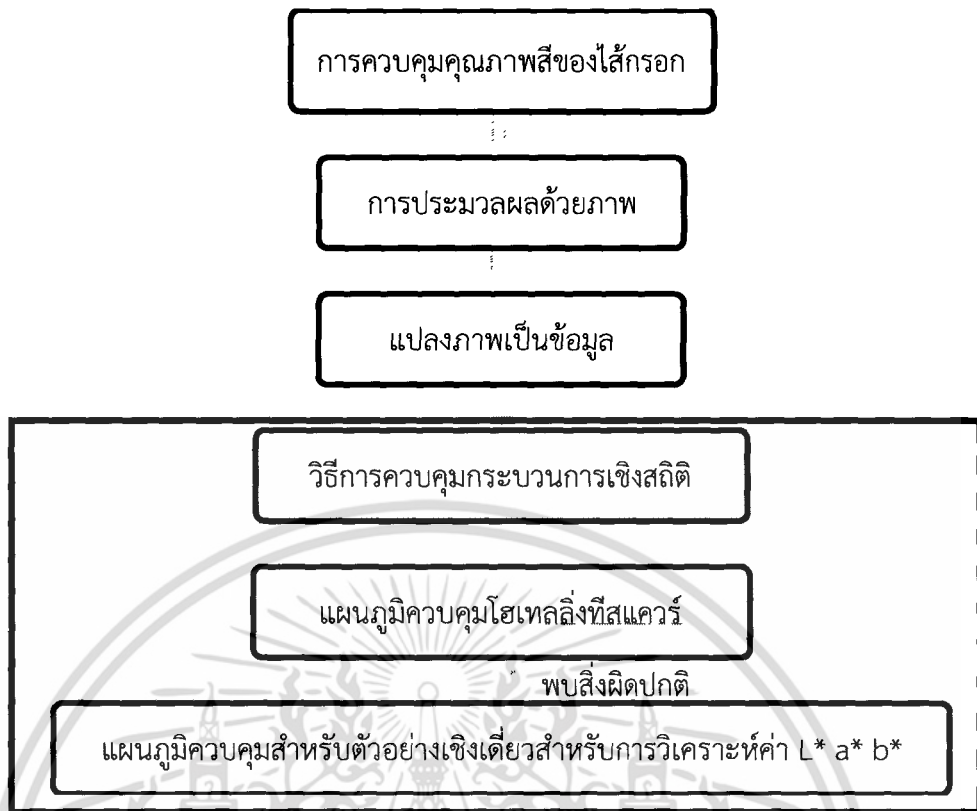 การควบคุมคุณภาพสีของไส้กรอก
การประมวลผลด้วยภาพ
แปลงภาพเป็นข้อมูล
วิธีการควบคุมกระบวนการเชิงสถิติ
แผนภูมิควบคุมโฮเทลลิ่งทีสแควร์
พบสิ่งผิดปกติ
แผนภูมิควบคุมสำหรับตัวอย่างเชิงเดี่ยวสำหรับการวิเคราะห์ค่า L* a* b*